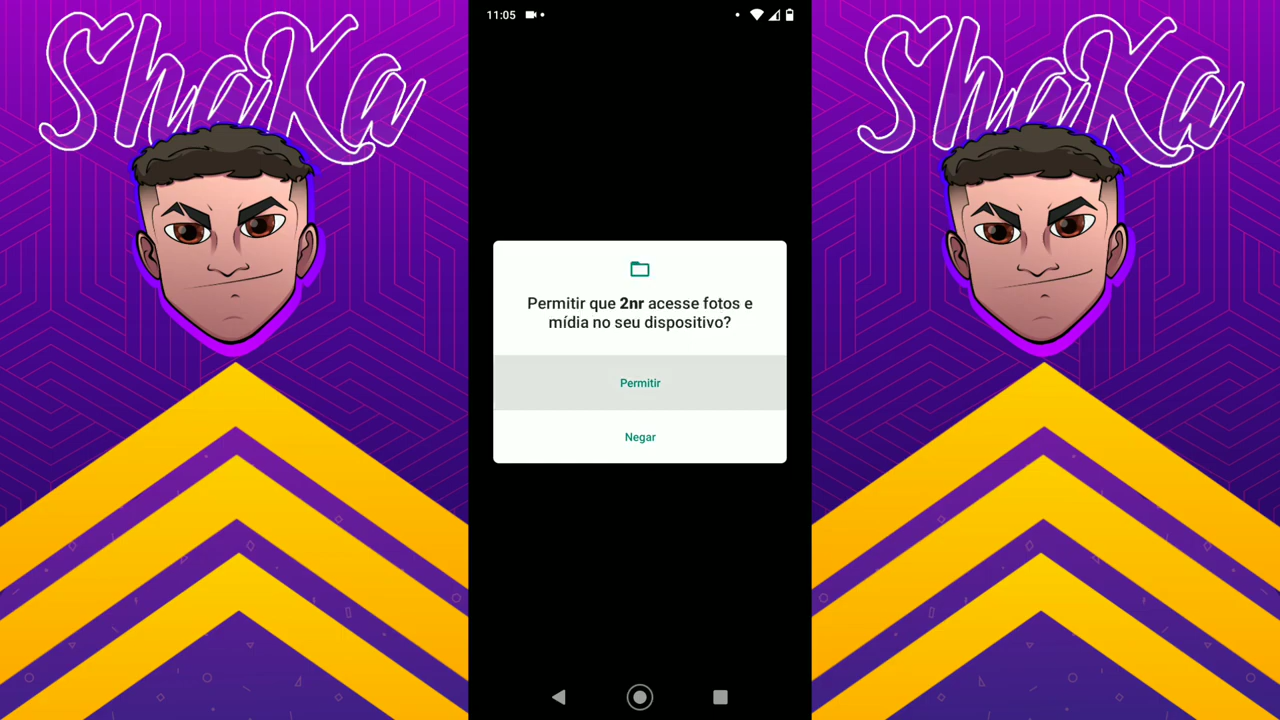 Shaka
Shaka
11:05
Permitir que 2nr acesse fotos e
mídia no seu dispositivo?
Permitir
Negar